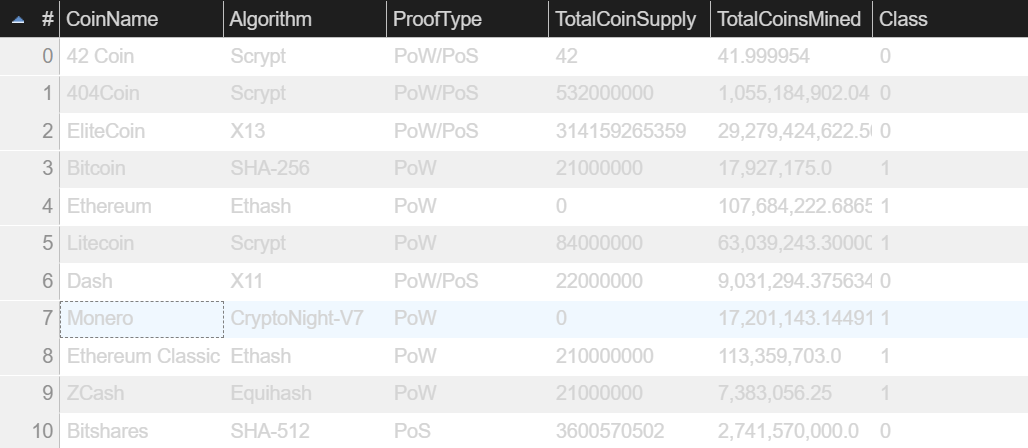 # CoinName Algorithm ProofType TotalCoinSupply TotalCoinsMined Class
0 42 Coin Scrypt PoW/PoS 42 41.999954 0
1 404Coin Scrypt PoW/PoS 532000000 1,055,184,902.04 0
2 EliteCoin X13 PoW/PoS 314159265359 29,279,424,622.5 0
3 Bitcoin SHA-256 PoW 21000000 17,927,175.0 1
4 Ethereum Ethash PoW 0 107,684,222.6865 1
5 Litecoin Scrypt PoW 84000000 63,039,243.30000 1
6 Dash X11 PoW/PoS 22000000 9,031,294.375634 0
7 Monero CryptoNight-V7 PoW 0 17,201,143.14491 1
8 Ethereum Classic Ethash PoW 210000000 113,359,703.0 1
9 ZCash Equihash PoW 21000000 7,383,056.25 1
10 Bitshares SHA-512 PoS 3600570502 2,741,570,000.0 0